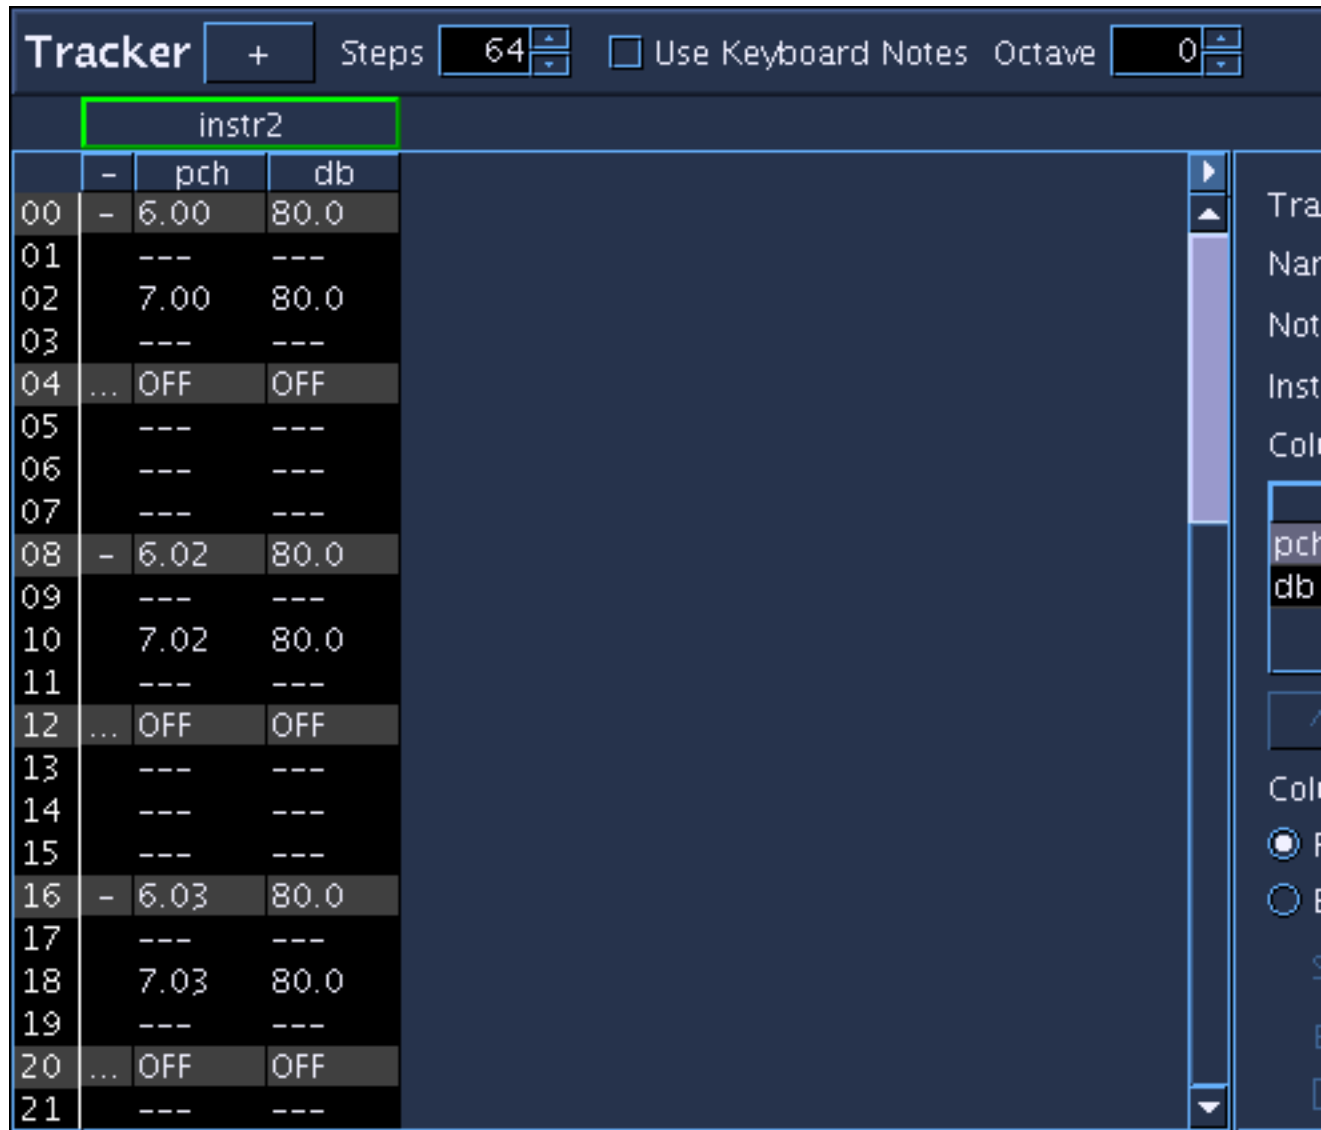 Tracker + Steps 64 Use Keyboard Notes Octave 0
instr2
- pch db
00 - 6.00 80.0
01 --- ---
02 7.00 80.0
03 --- ---
04 ... OFF OFF
05 --- ---
06 --- ---
07 --- ---
08 - 6.02 80.0
09 --- ---
10 7.02 80.0
11 --- ---
12 ... OFF OFF
13 --- ---
14 --- ---
15 --- ---
16 - 6.03 80.0
17 --- ---
18 7.03 80.0
19 --- ---
20 ... OFF OFF
21 --- ---
Tra
Nar
Not
Inst
Col
pch
db
Col